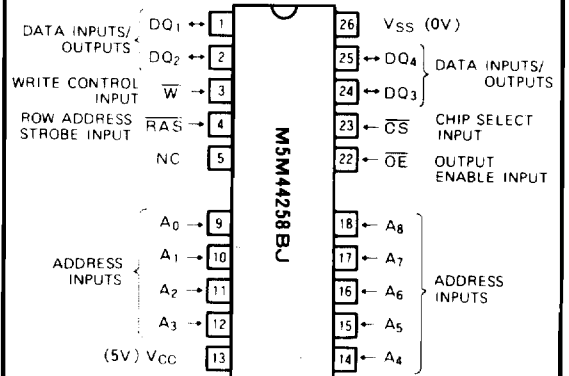 DATA INPUTS/
OUTPUTS
DQ1 ↔ 1
DQ2 ↔ 2
WRITE CONTROL
INPUT
W̅ → 3
ROW ADDRESS
STROBE INPUT
R̅A̅S̅ → 4
NC 5
ADDRESS
INPUTS
A0 → 9
A1 → 10
A2 → 11
A3 → 12
(5V) VCC 13
M5M44258BJ
26 VSS (0V)
25 ↔ DQ4
24 ↔ DQ3
DATA INPUTS/
OUTPUTS
23 ← C̅S̅
CHIP SELECT
INPUT
22 ← O̅E̅
OUTPUT
ENABLE INPUT
18 ← A8
17 ← A7
16 ← A6
15 ← A5
14 ← A4
ADDRESS
INPUTS